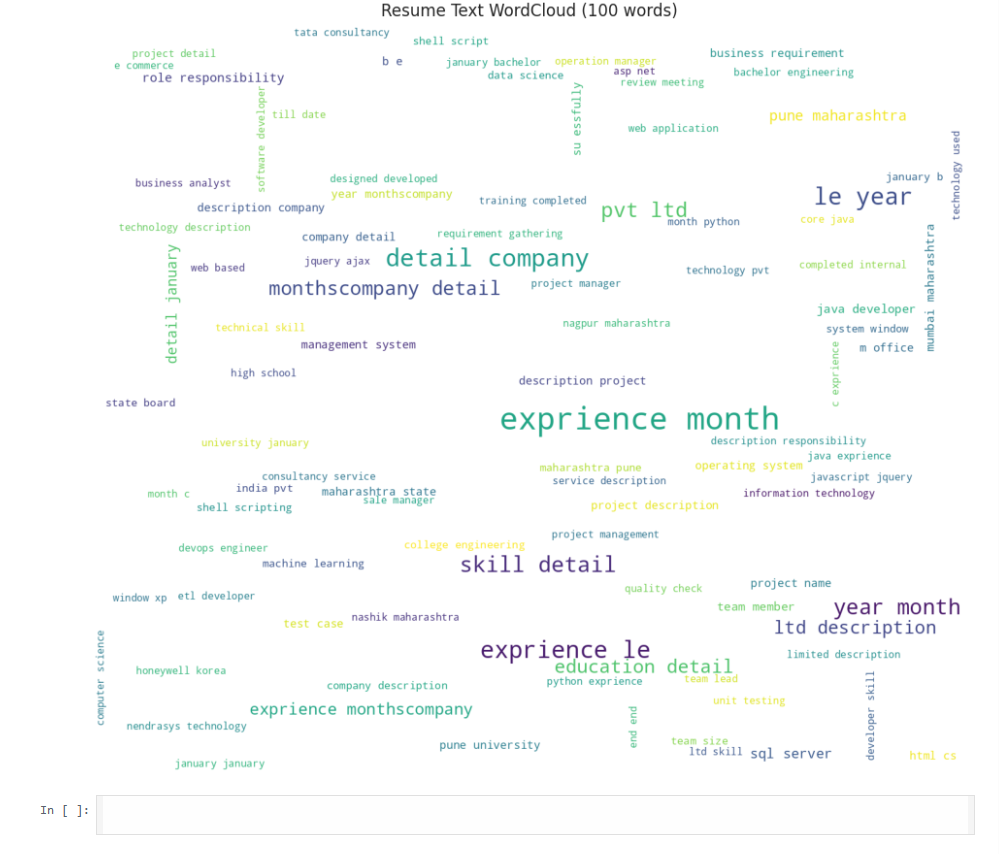 Resume Text WordCloud (100 words)
tata consultancy
shell script
project detail
e commerce
role responsibility
b e
january bachelor
operation manager
data science
asp net
review meeting
business requirement
bachelor engineering
software developer
till date
su essfully
web application
pune maharashtra
technology used
business analyst
designed developed
year monthscompany
january b
le year
description company
training completed
pvt ltd
month python
core java
technology description
company detail
requirement gathering
mumbai maharashtra
detail january
web based
jquery ajax
detail company
technology pvt
completed internal
monthscompany detail
project manager
java developer
technical skill
nagpur maharashtra
system window
management system
m office
c exprience
high school
description project
state board
exprience month
university january
description responsibility
java exprience
maharashtra pune
operating system
consultancy service
service description
javascript jquery
india pvt
month c
maharashtra state
sale manager
information technology
shell scripting
project description
project management
devops engineer
college engineering
machine learning
skill detail
quality check
project name
window xp
etl developer
team member
year month
test case
nashik maharashtra
ltd description
computer science
exprience le
limited description
honeywell korea
education detail
company description
python exprience
team lead
developer skill
unit testing
exprience monthscompany
end end
nendrasys technology
pune university
team size
ltd skill
sql server
html cs
january january
In [ ]: